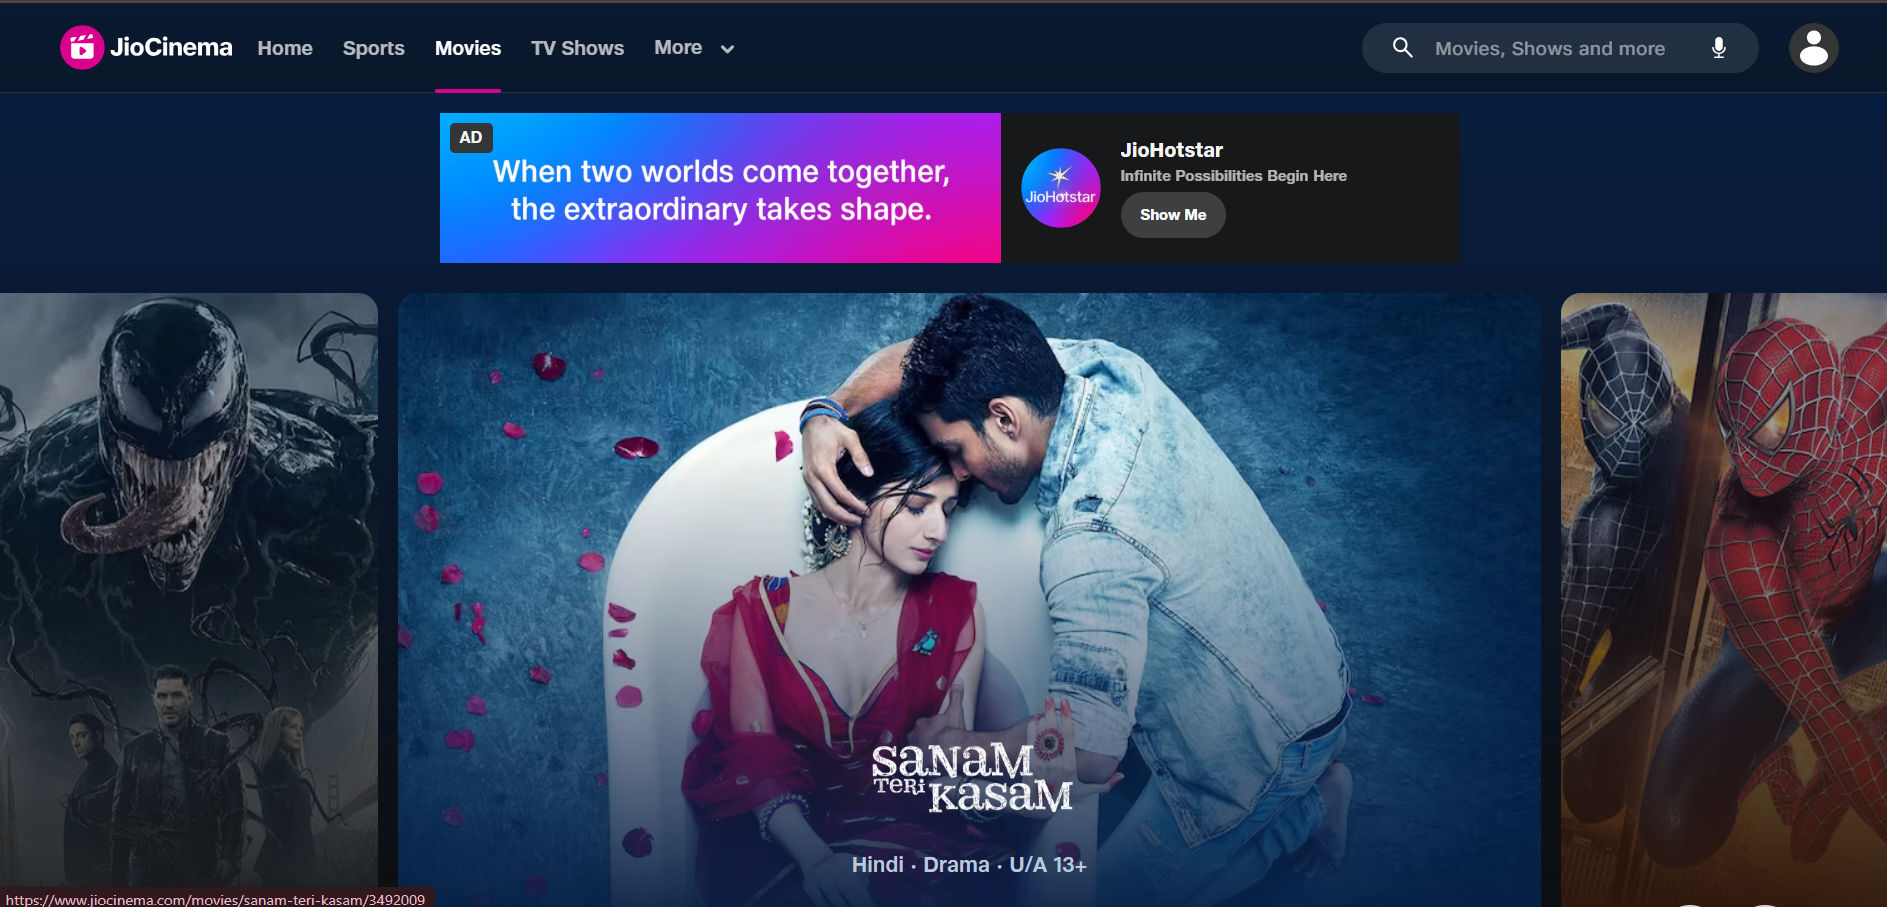 JioCinema
Home
Sports
Movies
TV Shows
More
Movies, Shows and more
AD
When two worlds come together,
the extraordinary takes shape.
JioHotstar
JioHotstar
Infinite Possibilities Begin Here
Show Me
SaNaM
TeRi KasaM
Hindi · Drama · U/A 13+
https://www.jiocinema.com/movies/sanam-teri-kasam/3492009